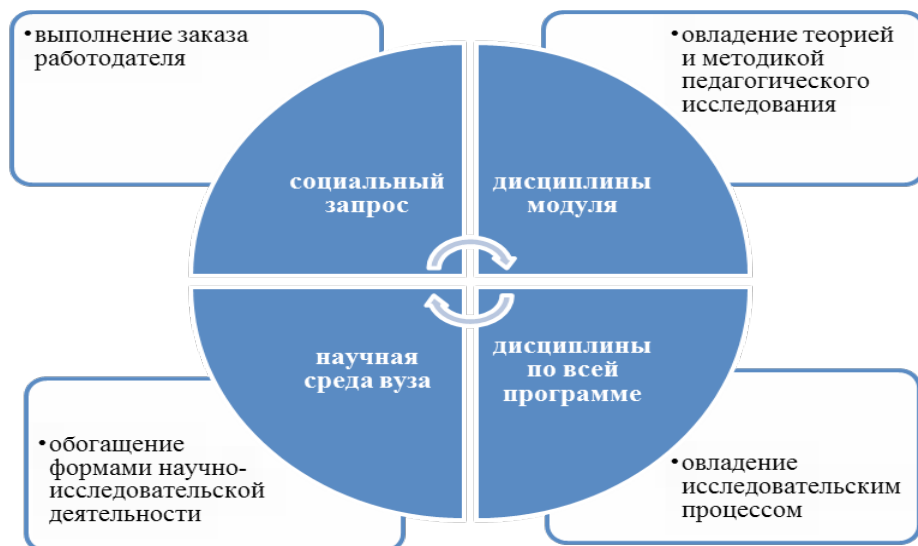 •выполнение заказа
работодателя
•овладение теорией
и методикой
педагогического
исследования
социальный
запрос
дисциплины
модуля
научная
среда вуза
дисциплины
по всей
программе
•обогащение
формами научно-
исследовательской
деятельности
•овладение
исследовательским
процессом